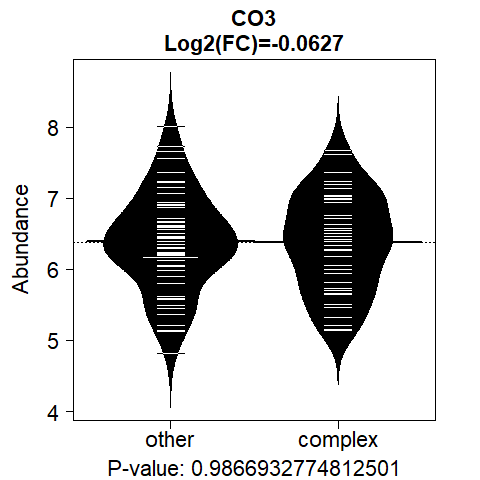 CO3
Log2(FC)=-0.0627
Abundance
8
7
6
5
4
other complex
P-value: 0.9866932774812501